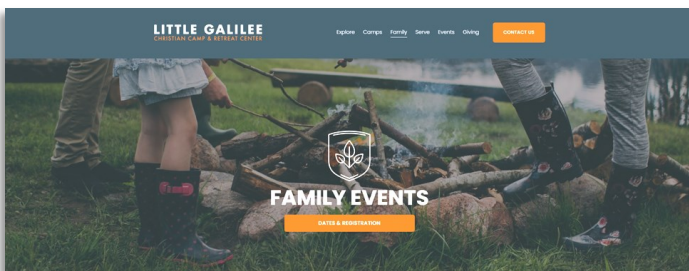 LITTLE GALILEE
CHRISTIAN CAMP & RETREAT CENTER
Explore Camps Family Serve Events Giving
CONTACT US
FAMILY EVENTS
DATES & REGISTRATION